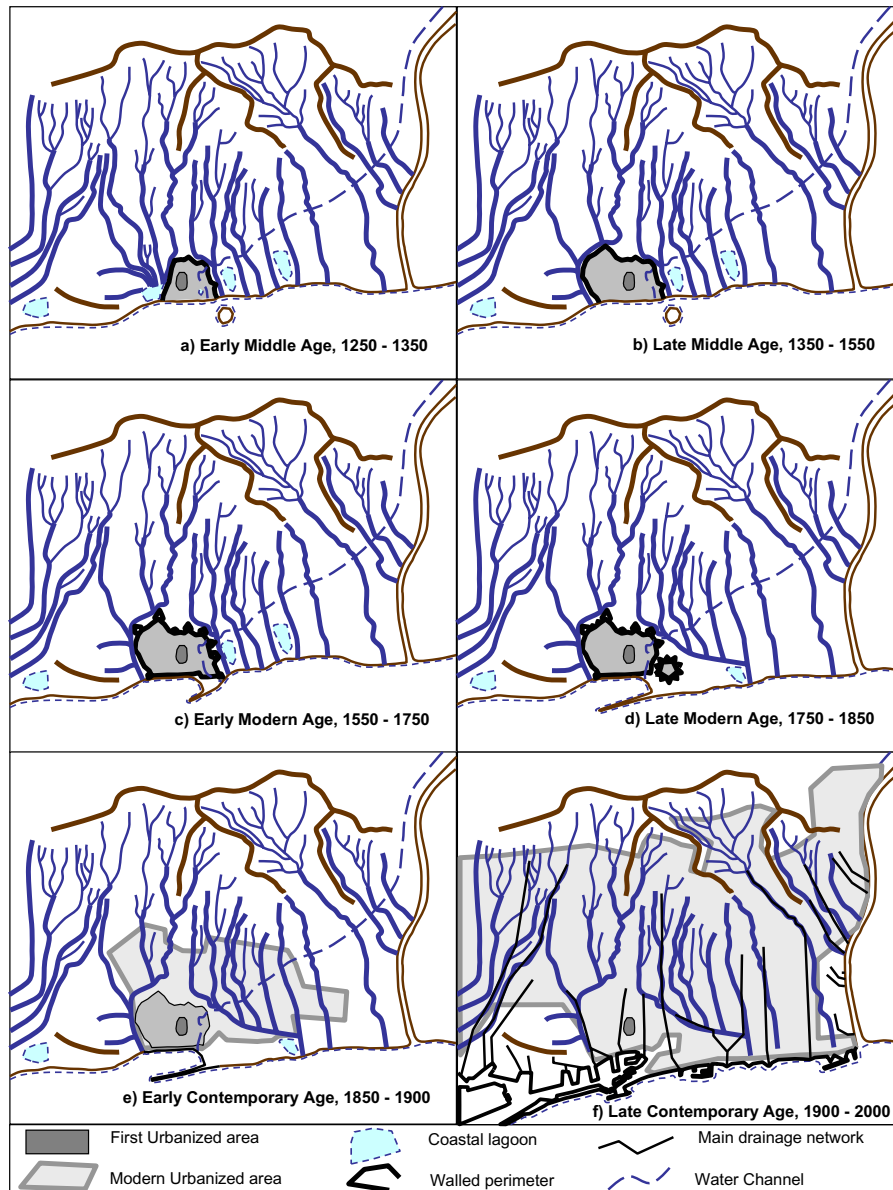 a) Early Middle Age, 1250 - 1350
b) Late Middle Age, 1350 - 1550
c) Early Modern Age, 1550 - 1750
d) Late Modern Age, 1750 - 1850
e) Early Contemporary Age, 1850 - 1900
f) Late Contemporary Age, 1900 - 2000
First Urbanized area
Coastal lagoon
Main drainage network
Modern Urbanized area
Walled perimeter
Water Channel